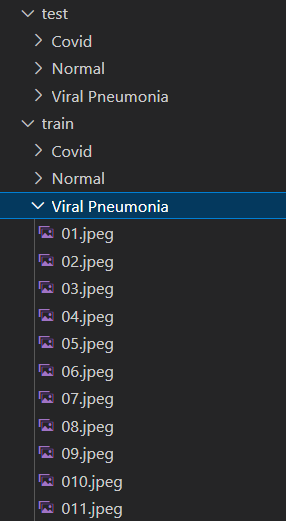 test
Covid
Normal
Viral Pneumonia
train
Covid
Normal
Viral Pneumonia
01.jpeg
02.jpeg
03.jpeg
04.jpeg
05.jpeg
06.jpeg
07.jpeg
08.jpeg
09.jpeg
010.jpeg
011.jpeg